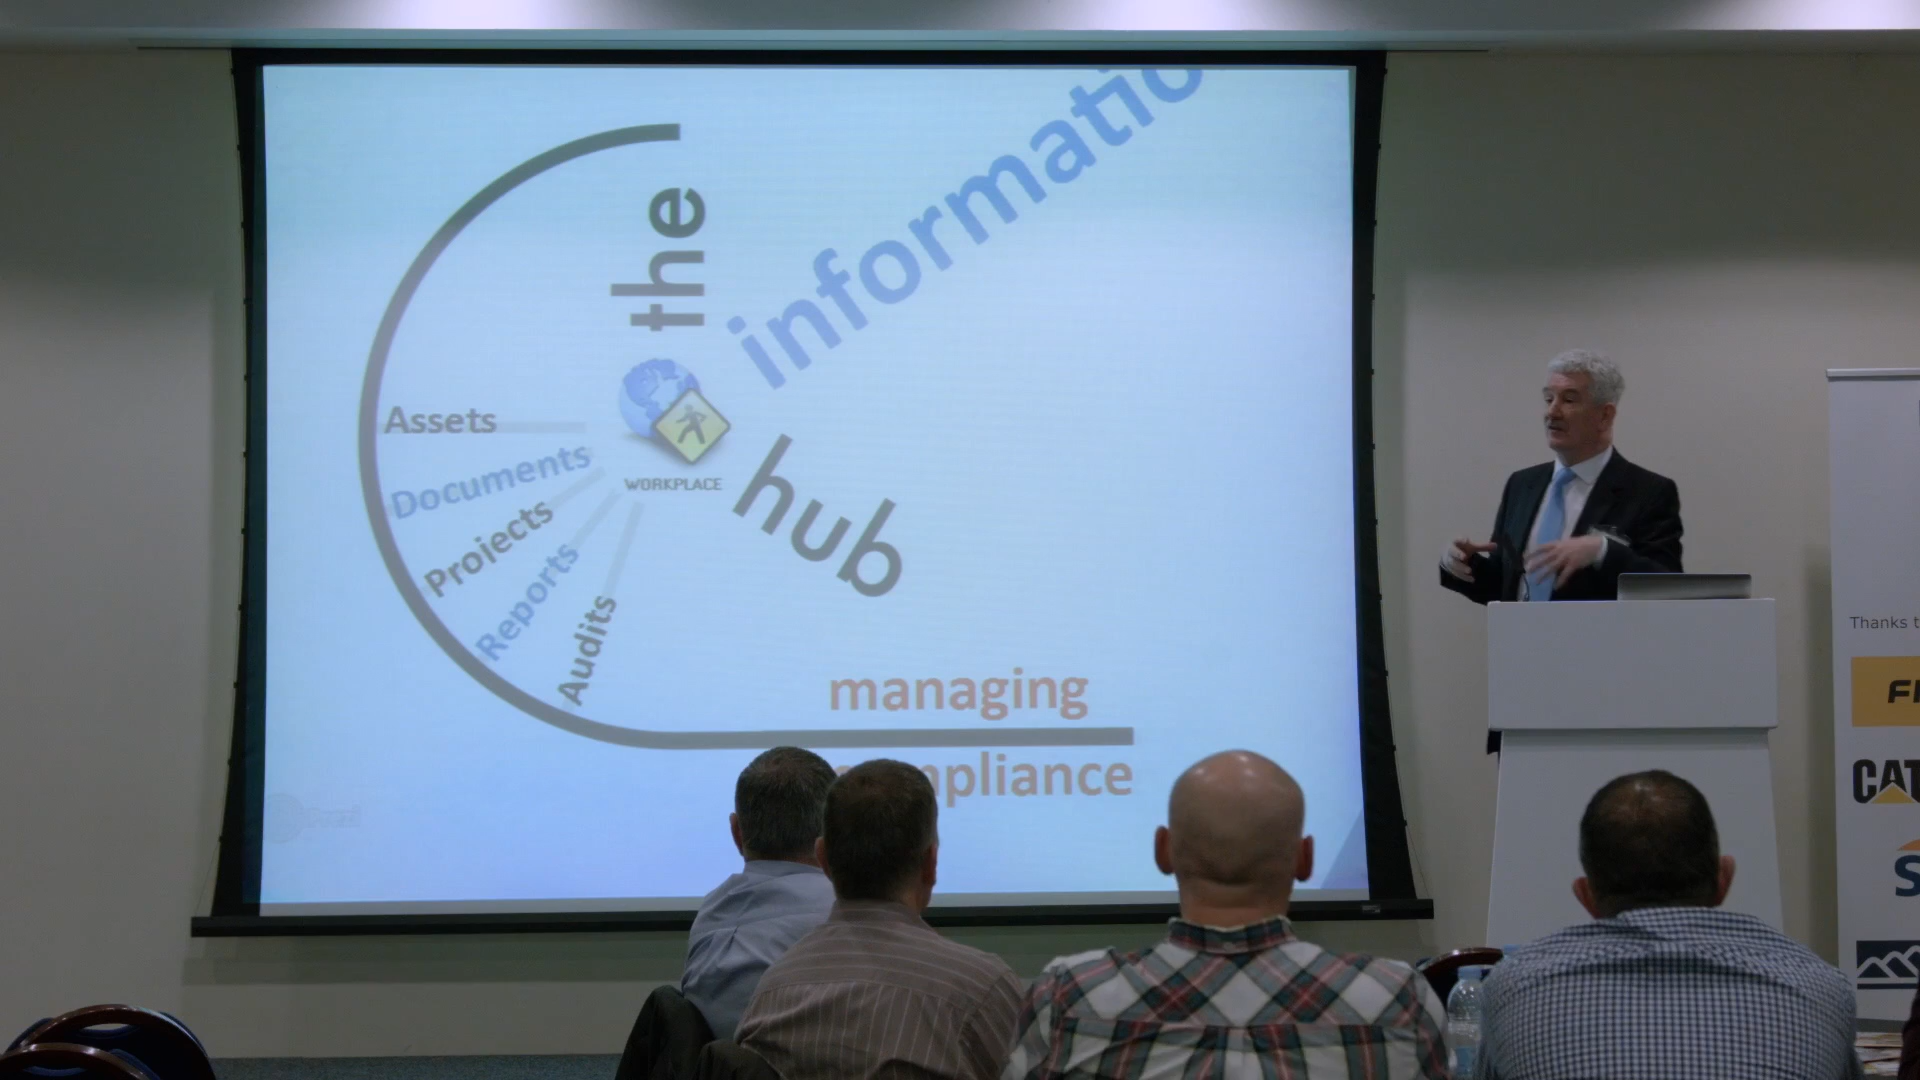 the
informatio
hub
WORKPLACE
Assets
Documents
Projects
Reports
Audits
managing
mpliance
Thanks t
CAT